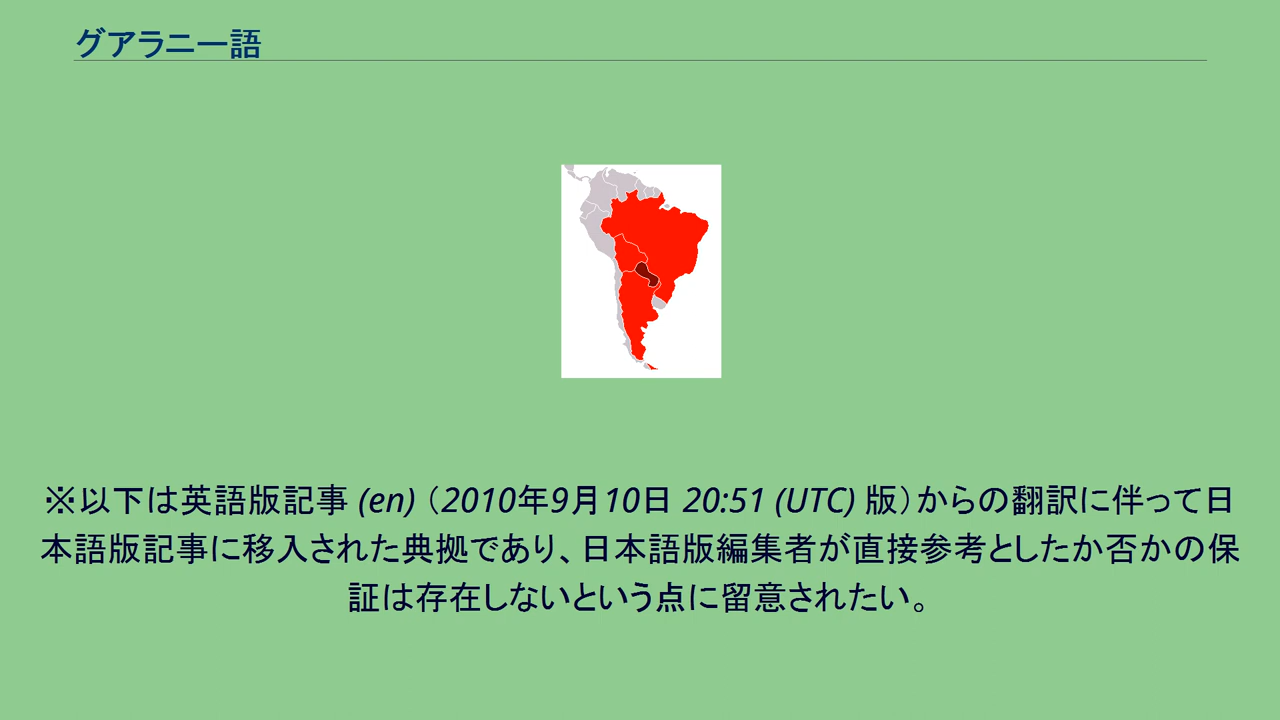 グアラニー語
※以下は英語版記事 (en)（2010年9月10日 20:51 (UTC) 版）からの翻訳に伴って日
本語版記事に移入された典拠であり、日本語版編集者が直接参考としたか否かの保
証は存在しないという点に留意されたい。